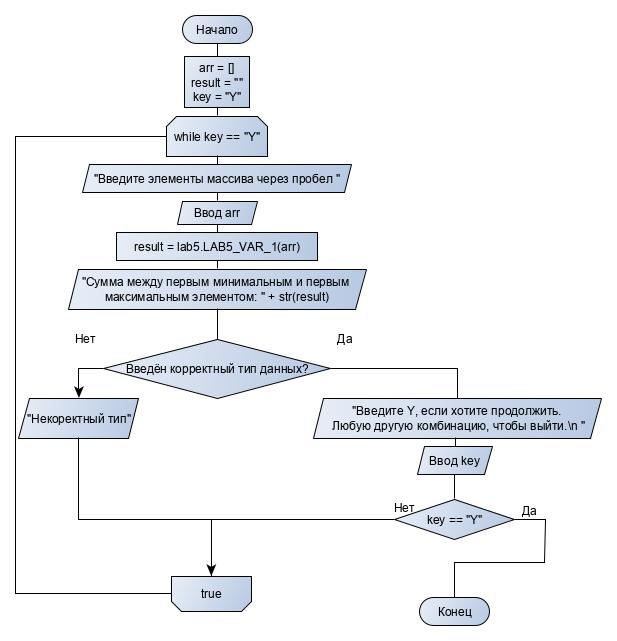 Начало
arr = []
result = ""
key = "Y"
while key == "Y"
"Введите элементы массива через пробел "
Ввод arr
result = lab5.LAB5_VAR_1(arr)
"Сумма между первым минимальным и первым
максимальным элементом: " + str(result)
Нет
Да
Введён корректный тип данных?
"Некоректный тип"
"Введите Y, если хотите продолжить.
Любую другую комбинацию, чтобы выйти.\n "
Ввод key
Нет
Да
key == "Y"
true
Конец